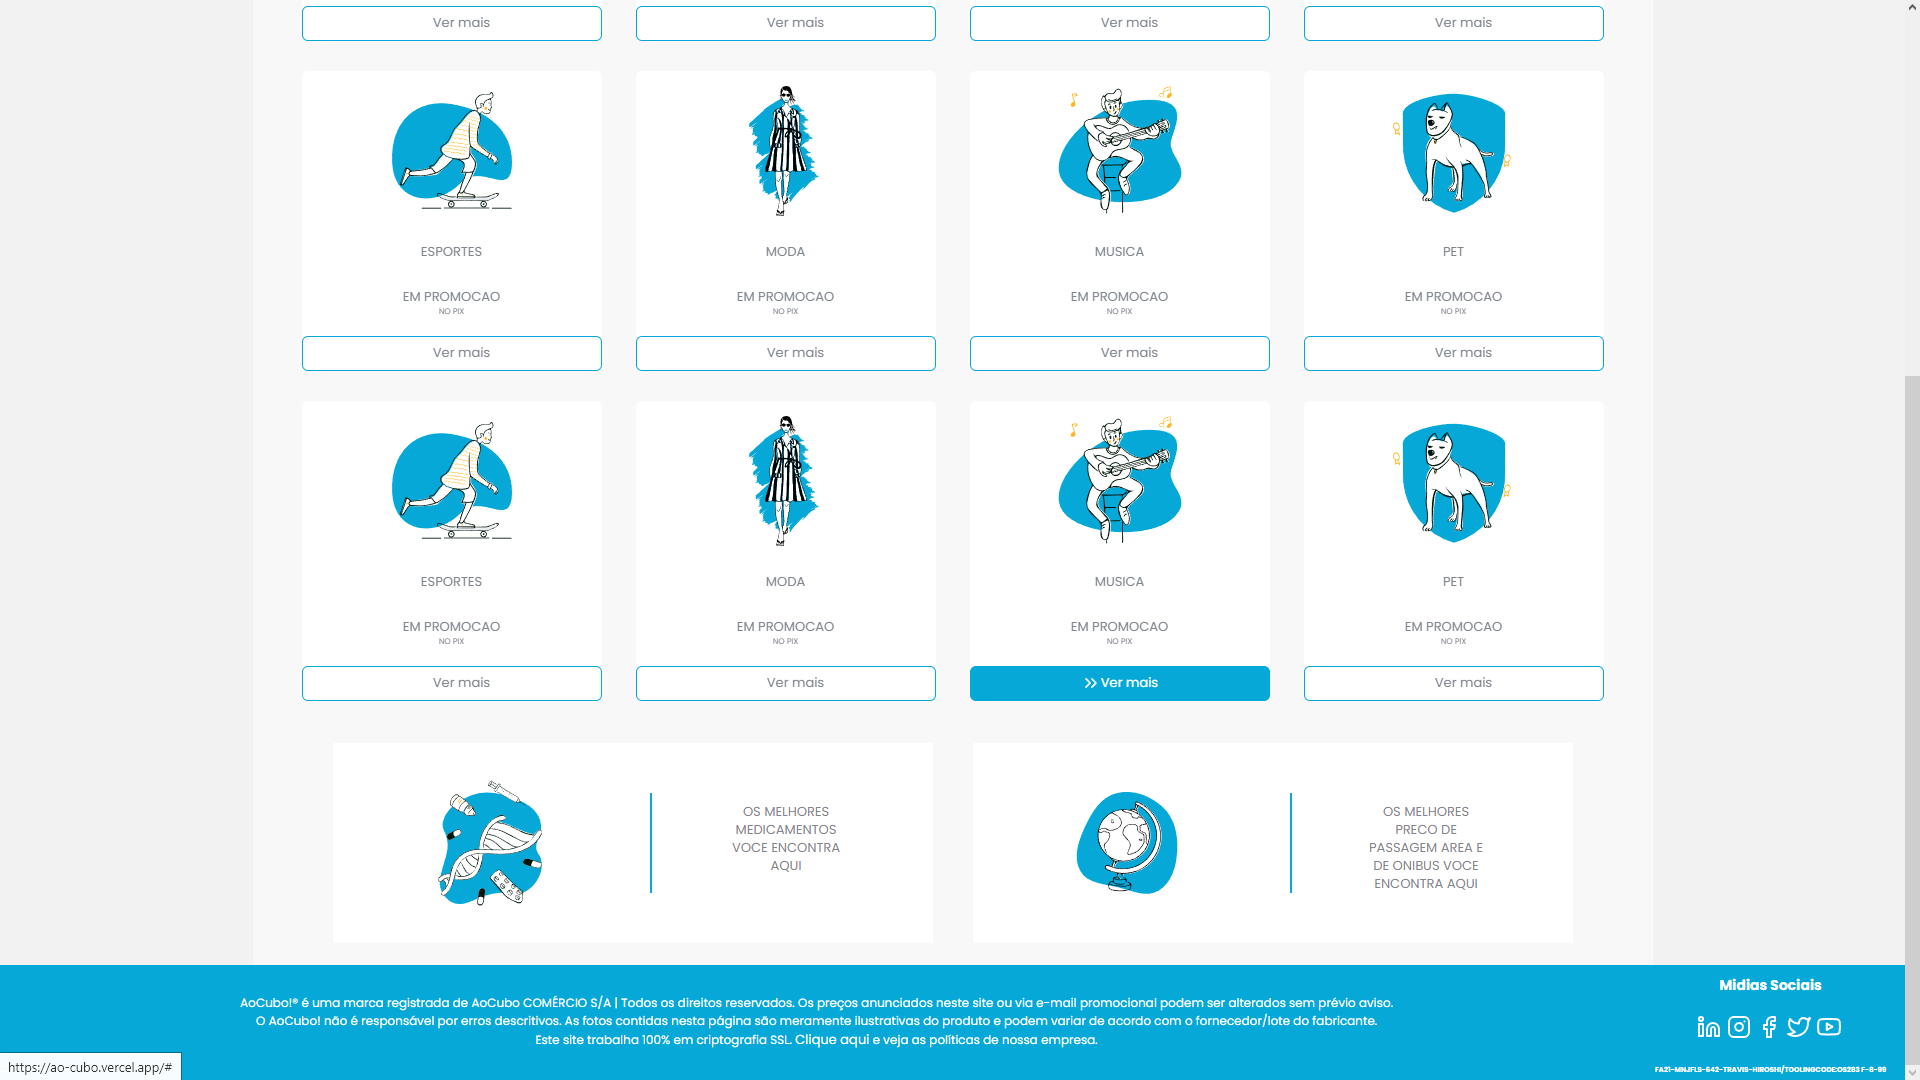 Ver mais
Ver mais
Ver mais
Ver mais
ESPORTES
MODA
MUSICA
PET
EM PROMOCAO
NO PIX
EM PROMOCAO
NO PIX
EM PROMOCAO
NO PIX
EM PROMOCAO
NO PIX
Ver mais
Ver mais
Ver mais
Ver mais
ESPORTES
MODA
MUSICA
PET
EM PROMOCAO
NO PIX
EM PROMOCAO
NO PIX
EM PROMOCAO
NO PIX
EM PROMOCAO
NO PIX
Ver mais
Ver mais
Ver mais
Ver mais
OS MELHORES
MEDICAMENTOS
VOCE ENCONTRA
AQUI
OS MELHORES
PRECO DE
PASSAGEM AREA E
DE ONIBUS VOCE
ENCONTRA AQUI
AoCubo!® é uma marca registrada de AoCubo COMÉRCIO S/A | Todos os direitos reservados. Os preços anunciados neste site ou via e-mail promocional podem ser alterados sem prévio aviso.
O AoCubo! não é responsável por erros descritivos. As fotos contidas nesta página são meramente ilustrativas do produto e podem variar de acordo com o fornecedor/lote do fabricante.
Este site trabalha 100% em criptografia SSL. Clique aqui e veja as políticas de nossa empresa.
Midias Sociais
FA21-MNJFLS-642-TRAVIS-HIROSHI/TOOLINGCODE:OS283 F-8-99
https://ao-cubo.vercel.app/#